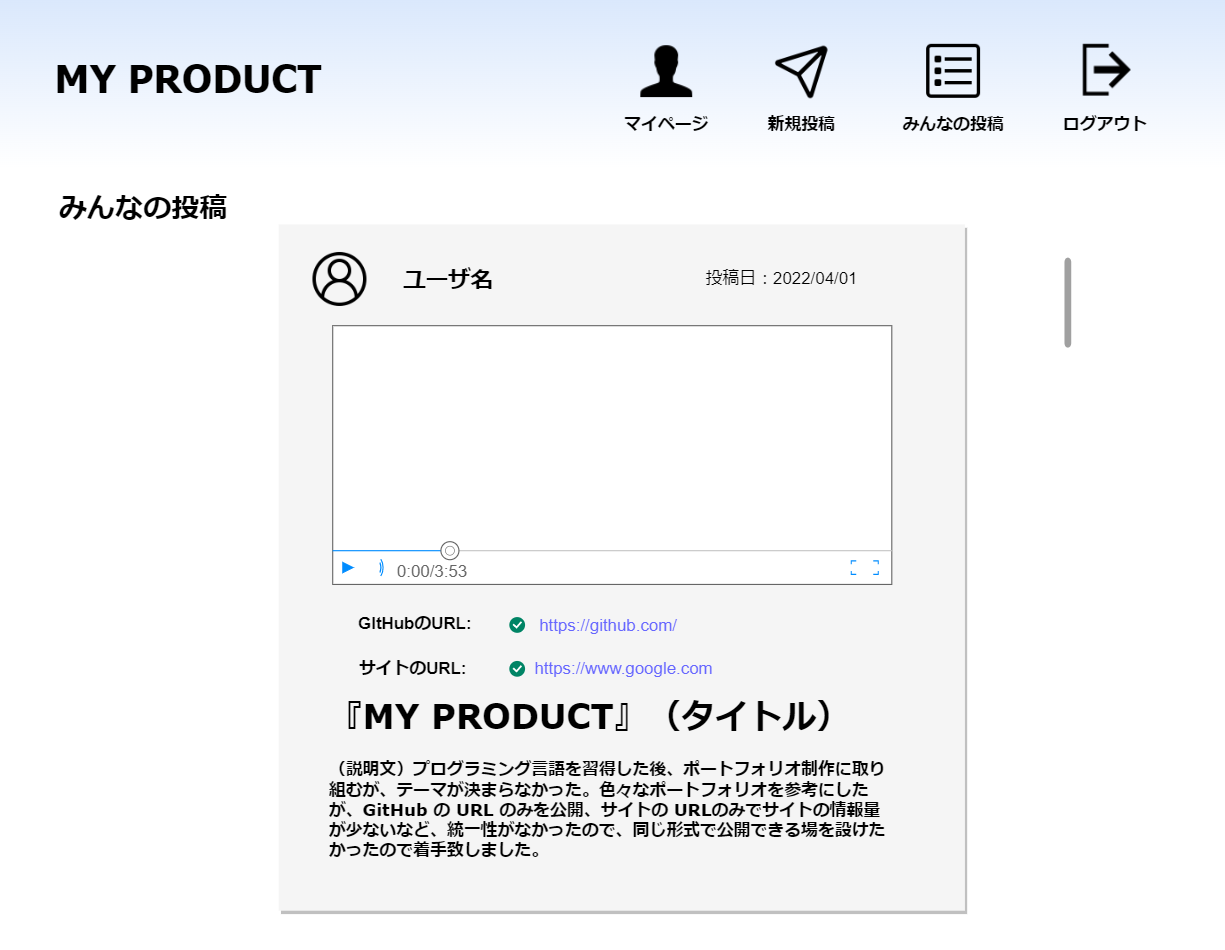 MY PRODUCT
マイページ
新規投稿
みんなの投稿
ログアウト
みんなの投稿
ユーザ名
投稿日：2022/04/01
0:00/3:53
GItHubのURL:
https://github.com/
サイトのURL:
https://www.google.com
『MY PRODUCT』（タイトル）
（説明文）プログラミング言語を習得した後、ポートフォリオ制作に取り
組むが、テーマが決まらなかった。色々なポートフォリオを参考にした
が、GitHub の URL のみを公開、サイトの URLのみでサイトの情報量
が少ないなど、統一性がなかったので、同じ形式で公開できる場を設けた
かったので着手致しました。